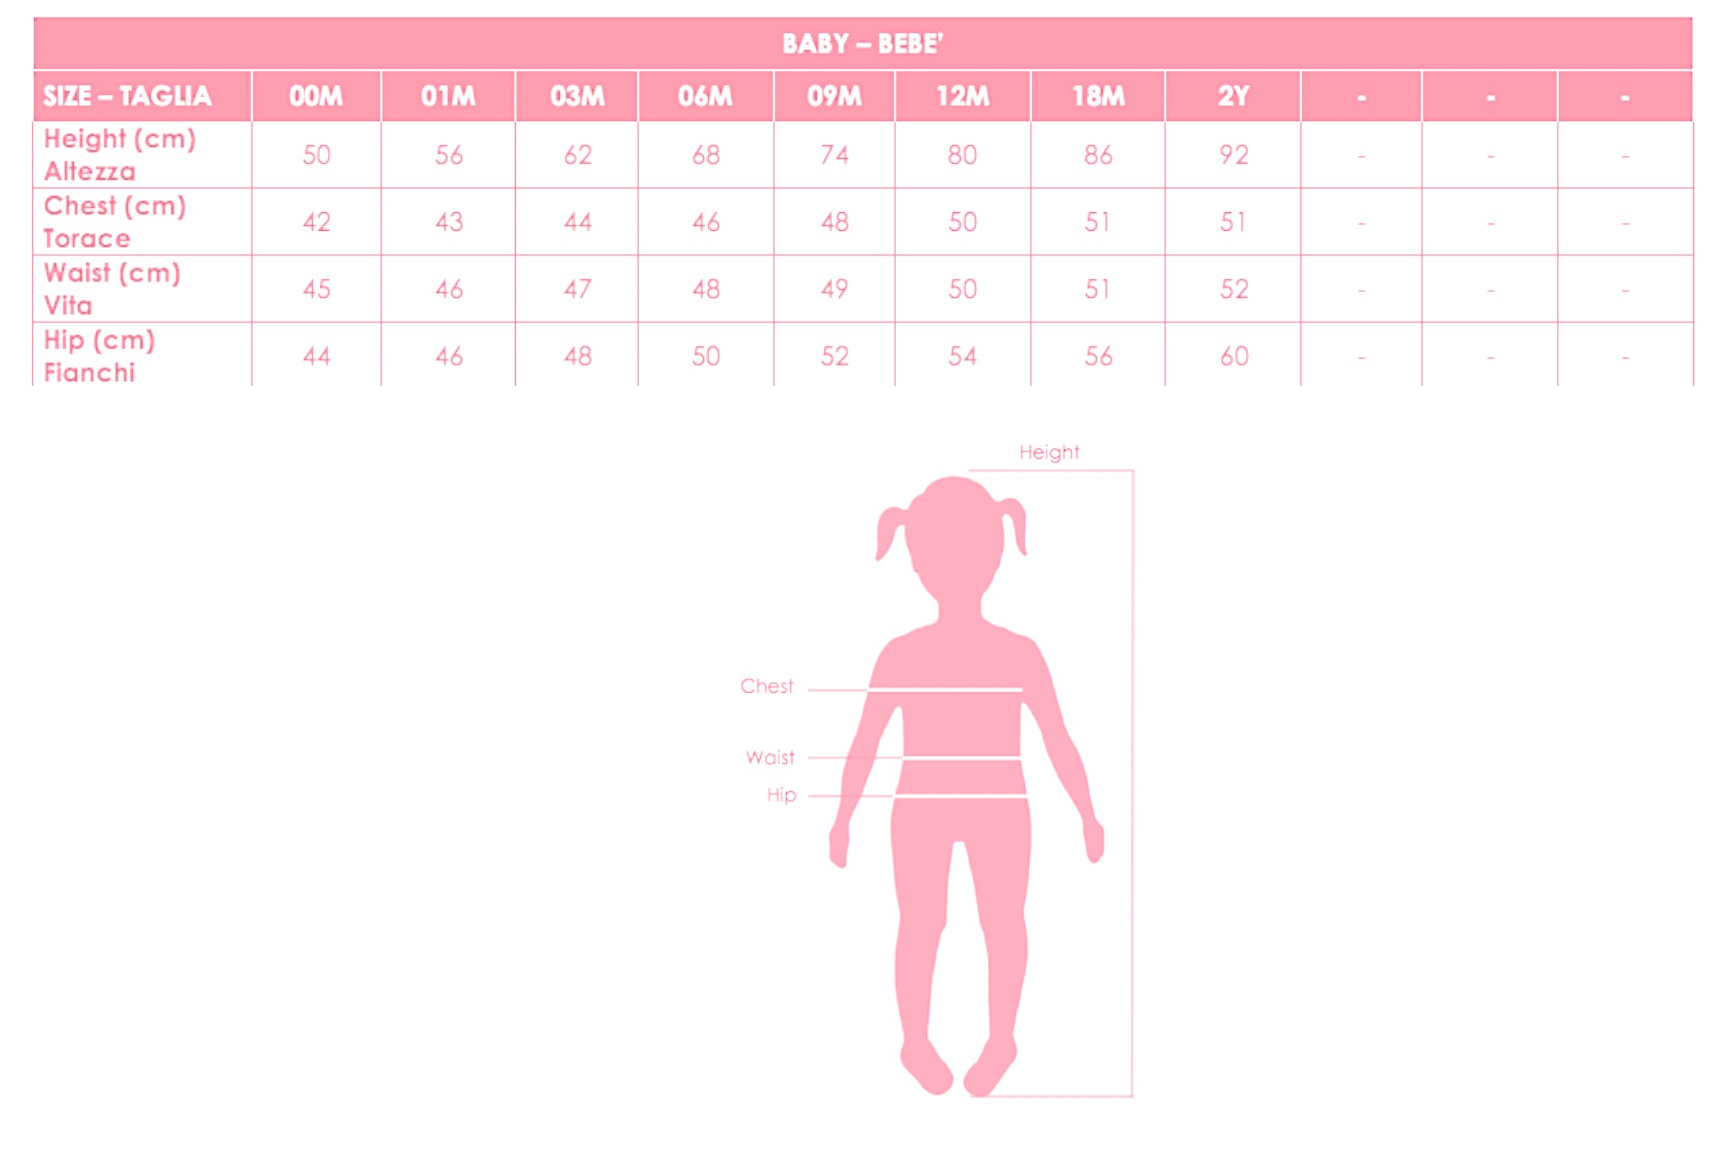 BABY – BEBE'
SIZE – TAGLIA 00M 01M 03M 06M 09M 12M 18M 2Y - - -
Height (cm)
Altezza 50 56 62 68 74 80 86 92 - - -
Chest (cm)
Torace 42 43 44 46 48 50 51 51 - - -
Waist (cm)
Vita 45 46 47 48 49 50 51 52 - - -
Hip (cm)
Fianchi 44 46 48 50 52 54 56 60 - - -
Height
Chest
Waist
Hip